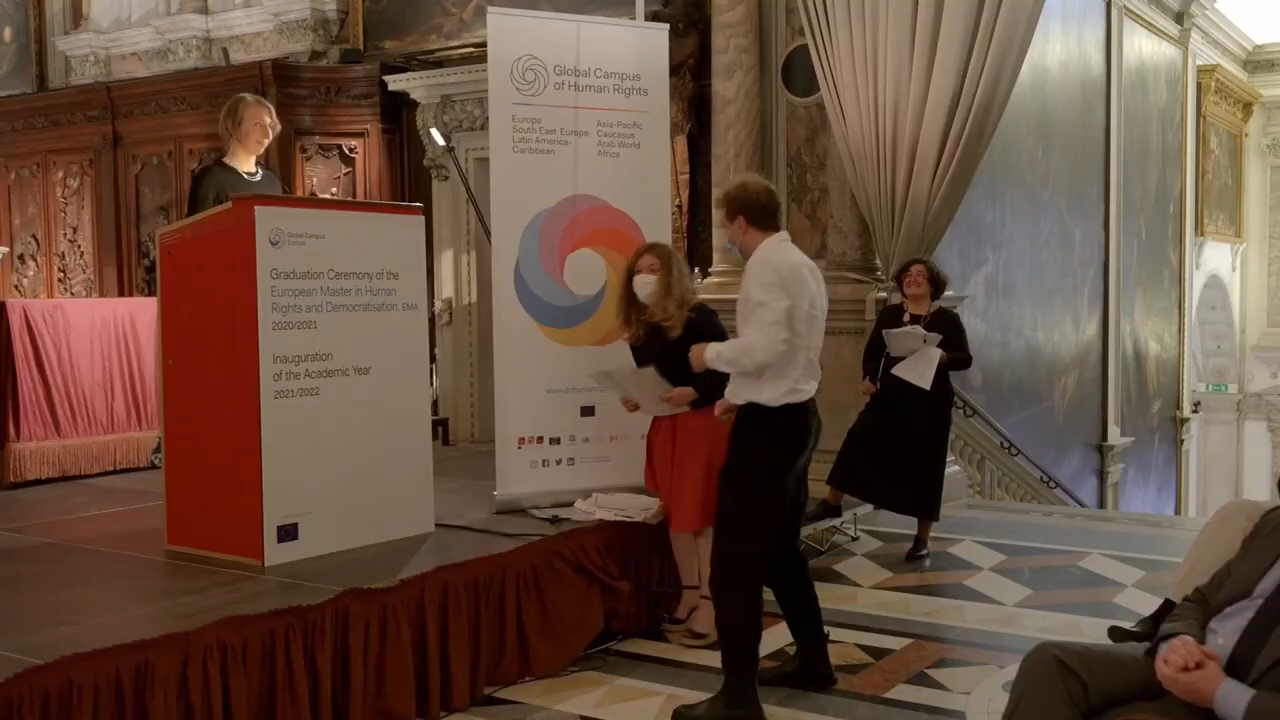 Global Campus
of Human Rights
Europe
South East Europe
Latin America-
Caribbean
Asia-Pacific
Caucasus
Arab World
Africa
Global Campus
Europe
Graduation Ceremony of the
European Master in Human
Rights and Democratisation, EMA
2020/2021
Inauguration
of the Academic Year
2021/2022